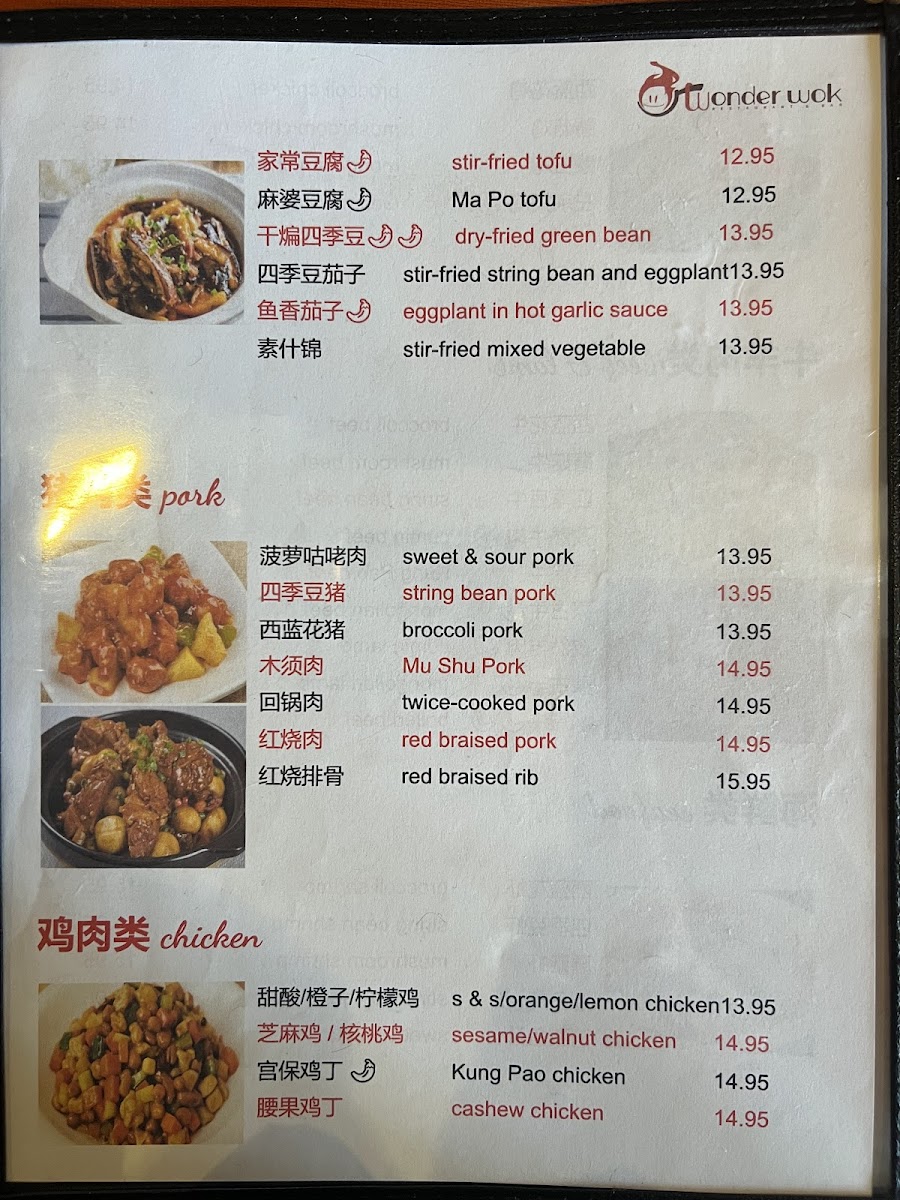 Wonder wok
RESTAURANT & BAR
家常豆腐 stir-fried tofu 12.95
麻婆豆腐 Ma Po tofu 12.95
干煸四季豆 dry-fried green bean 13.95
四季豆茄子 stir-fried string bean and eggplant 13.95
鱼香茄子 eggplant in hot garlic sauce 13.95
素什锦 stir-fried mixed vegetable 13.95
猪肉类 pork
菠萝咕咾肉 sweet & sour pork 13.95
四季豆猪 string bean pork 13.95
西蓝花猪 broccoli pork 13.95
木须肉 Mu Shu Pork 14.95
回锅肉 twice-cooked pork 14.95
红烧肉 red braised pork 14.95
红烧排骨 red braised rib 15.95
鸡肉类 chicken
甜酸/橙子/柠檬鸡 s & s/orange/lemon chicken 13.95
芝麻鸡 / 核桃鸡 sesame/walnut chicken 14.95
宫保鸡丁 Kung Pao chicken 14.95
腰果鸡丁 cashew chicken 14.95